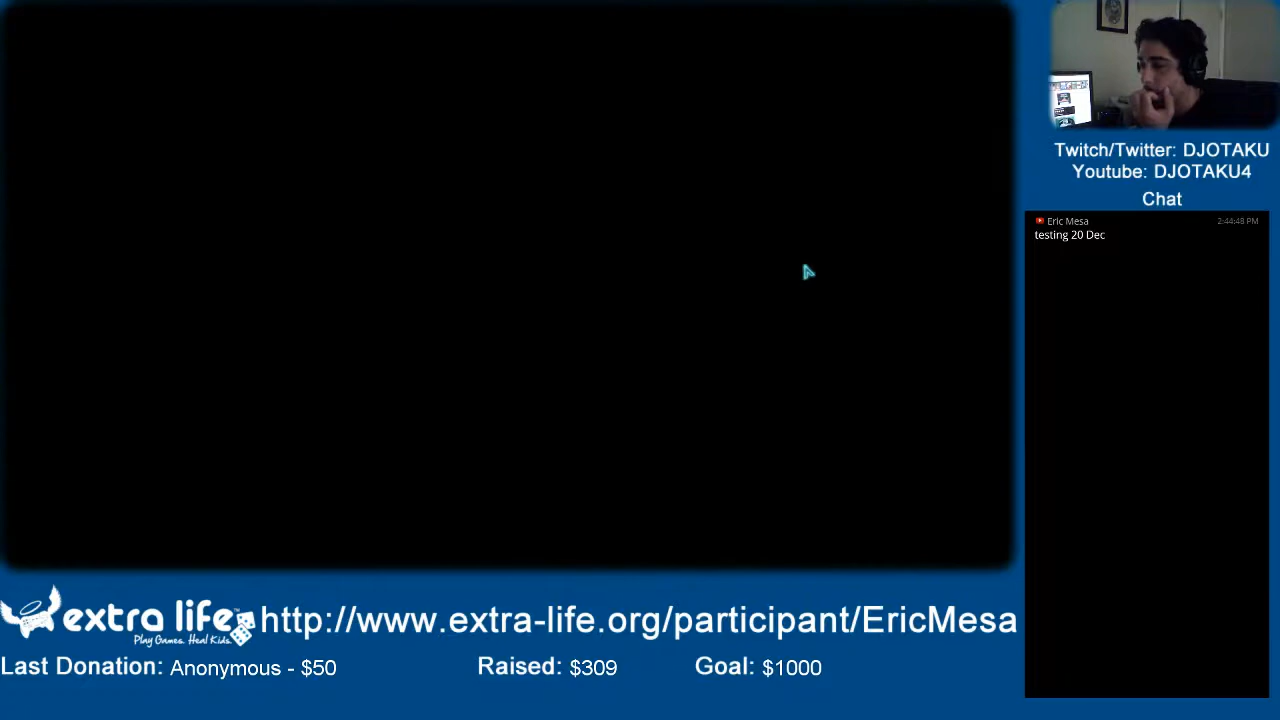 Twitch/Twitter: DJOTAKU
Youtube: DJOTAKU4
Chat
Eric Mesa 2:44:48 PM
testing 20 Dec
extra life™
Play Games. Heal Kids.
http://www.extra-life.org/participant/EricMesa
Last Donation: Anonymous - $50 Raised: $309 Goal: $1000